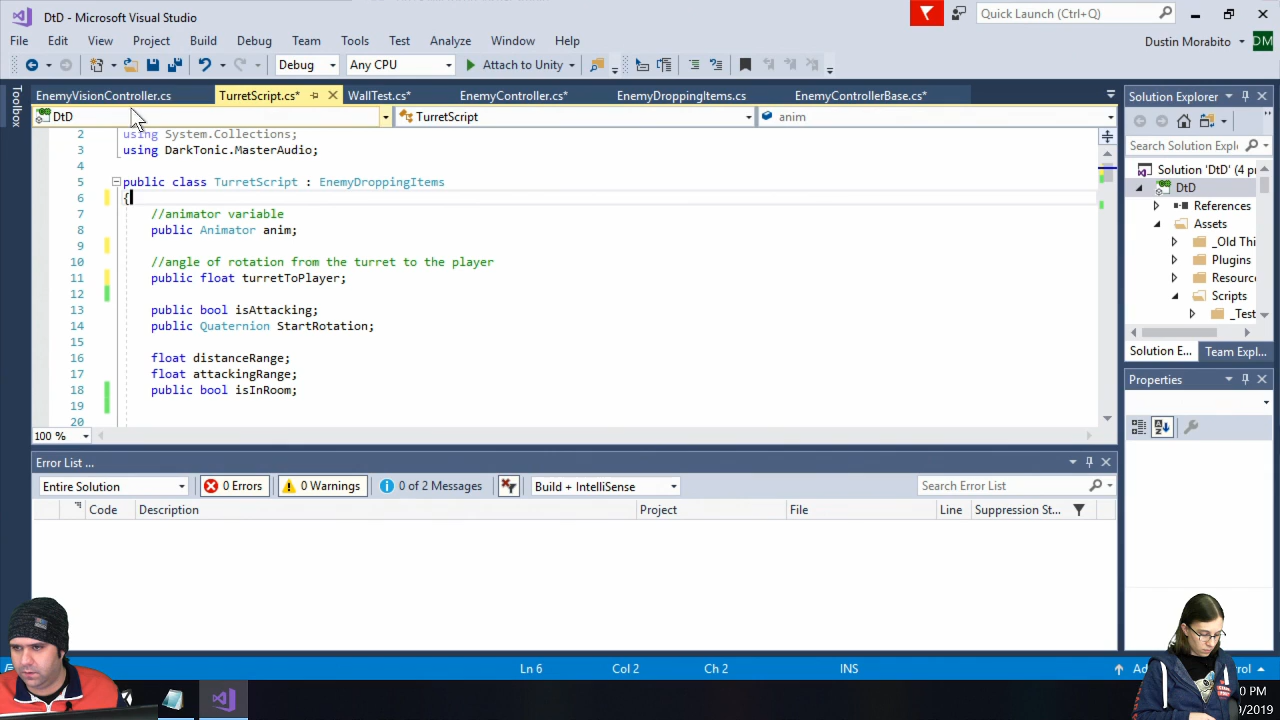 DtD - Microsoft Visual Studio
Quick Launch (Ctrl+Q)
File Edit View Project Build Debug Team Tools Test Analyze Window Help
Dustin Morabito DM
Debug Any CPU Attach to Unity
Toolbox
EnemyVisionController.cs TurretScript.cs* WallTest.cs* EnemyController.cs* EnemyDroppingItems.cs EnemyControllerBase.cs*
DtD TurretScript anim
2 using System.Collections;
3 using DarkTonic.MasterAudio;
4
5 public class TurretScript : EnemyDroppingItems
6 {
7 //animator variable
8 public Animator anim;
9
10 //angle of rotation from the turret to the player
11 public float turretToPlayer;
12
13 public bool isAttacking;
14 public Quaternion StartRotation;
15
16 float distanceRange;
17 float attackingRange;
18 public bool isInRoom;
19
20
100 %
Solution Explorer
Search Solution Expl
Solution 'DtD' (4 p
DtD
References
Assets
_Old Thi
Plugins
Resourc
Scripts
_Test
Solution E... Team Expl...
Properties
Error List ...
Entire Solution 0 Errors 0 Warnings 0 of 2 Messages Build + IntelliSense Search Error List
Code Description Project File Line Suppression St...
Ln 6 Col 2 Ch 2 INS